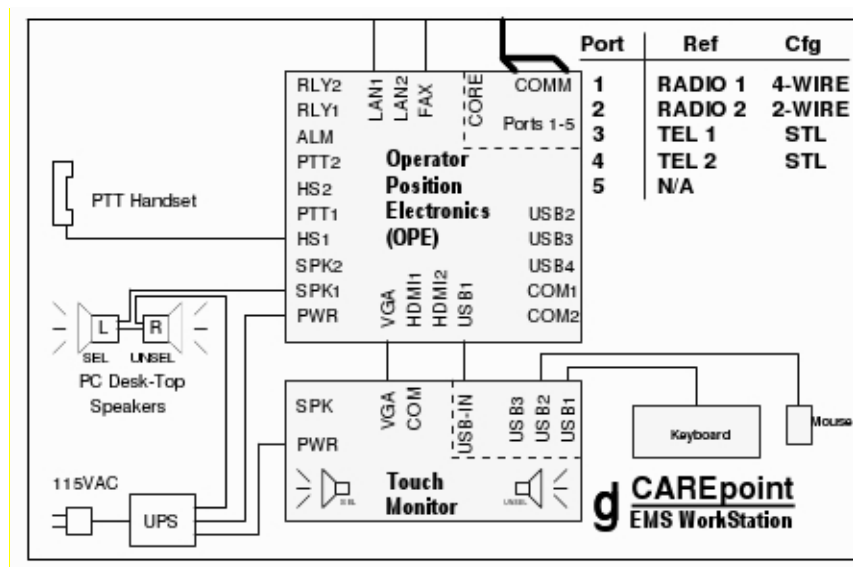 Port Ref Cfg
1 RADIO 1 4-WIRE
2 RADIO 2 2-WIRE
3 TEL 1 STL
4 TEL 2 STL
5 N/A
RLY2
RLY1
ALM
PTT2
HS2
PTT1
HS1
SPK2
SPK1
PWR
LAN1
LAN2
FAX
CORE
COMM
Ports 1-5
Operator
Position
Electronics
(OPE)
USB2
USB3
USB4
COM1
COM2
VGA
HDMI1
HDMI2
USB1
PTT Handset
L R
SEL UNSEL
PC Desk-Top
Speakers
SPK
PWR
VGA
COM
USB-IN
USB3
USB2
USB1
SEL
Touch
Monitor
UNSEL
Keyboard
Mouse
115VAC
UPS
g CAREpoint
EMS WorkStation